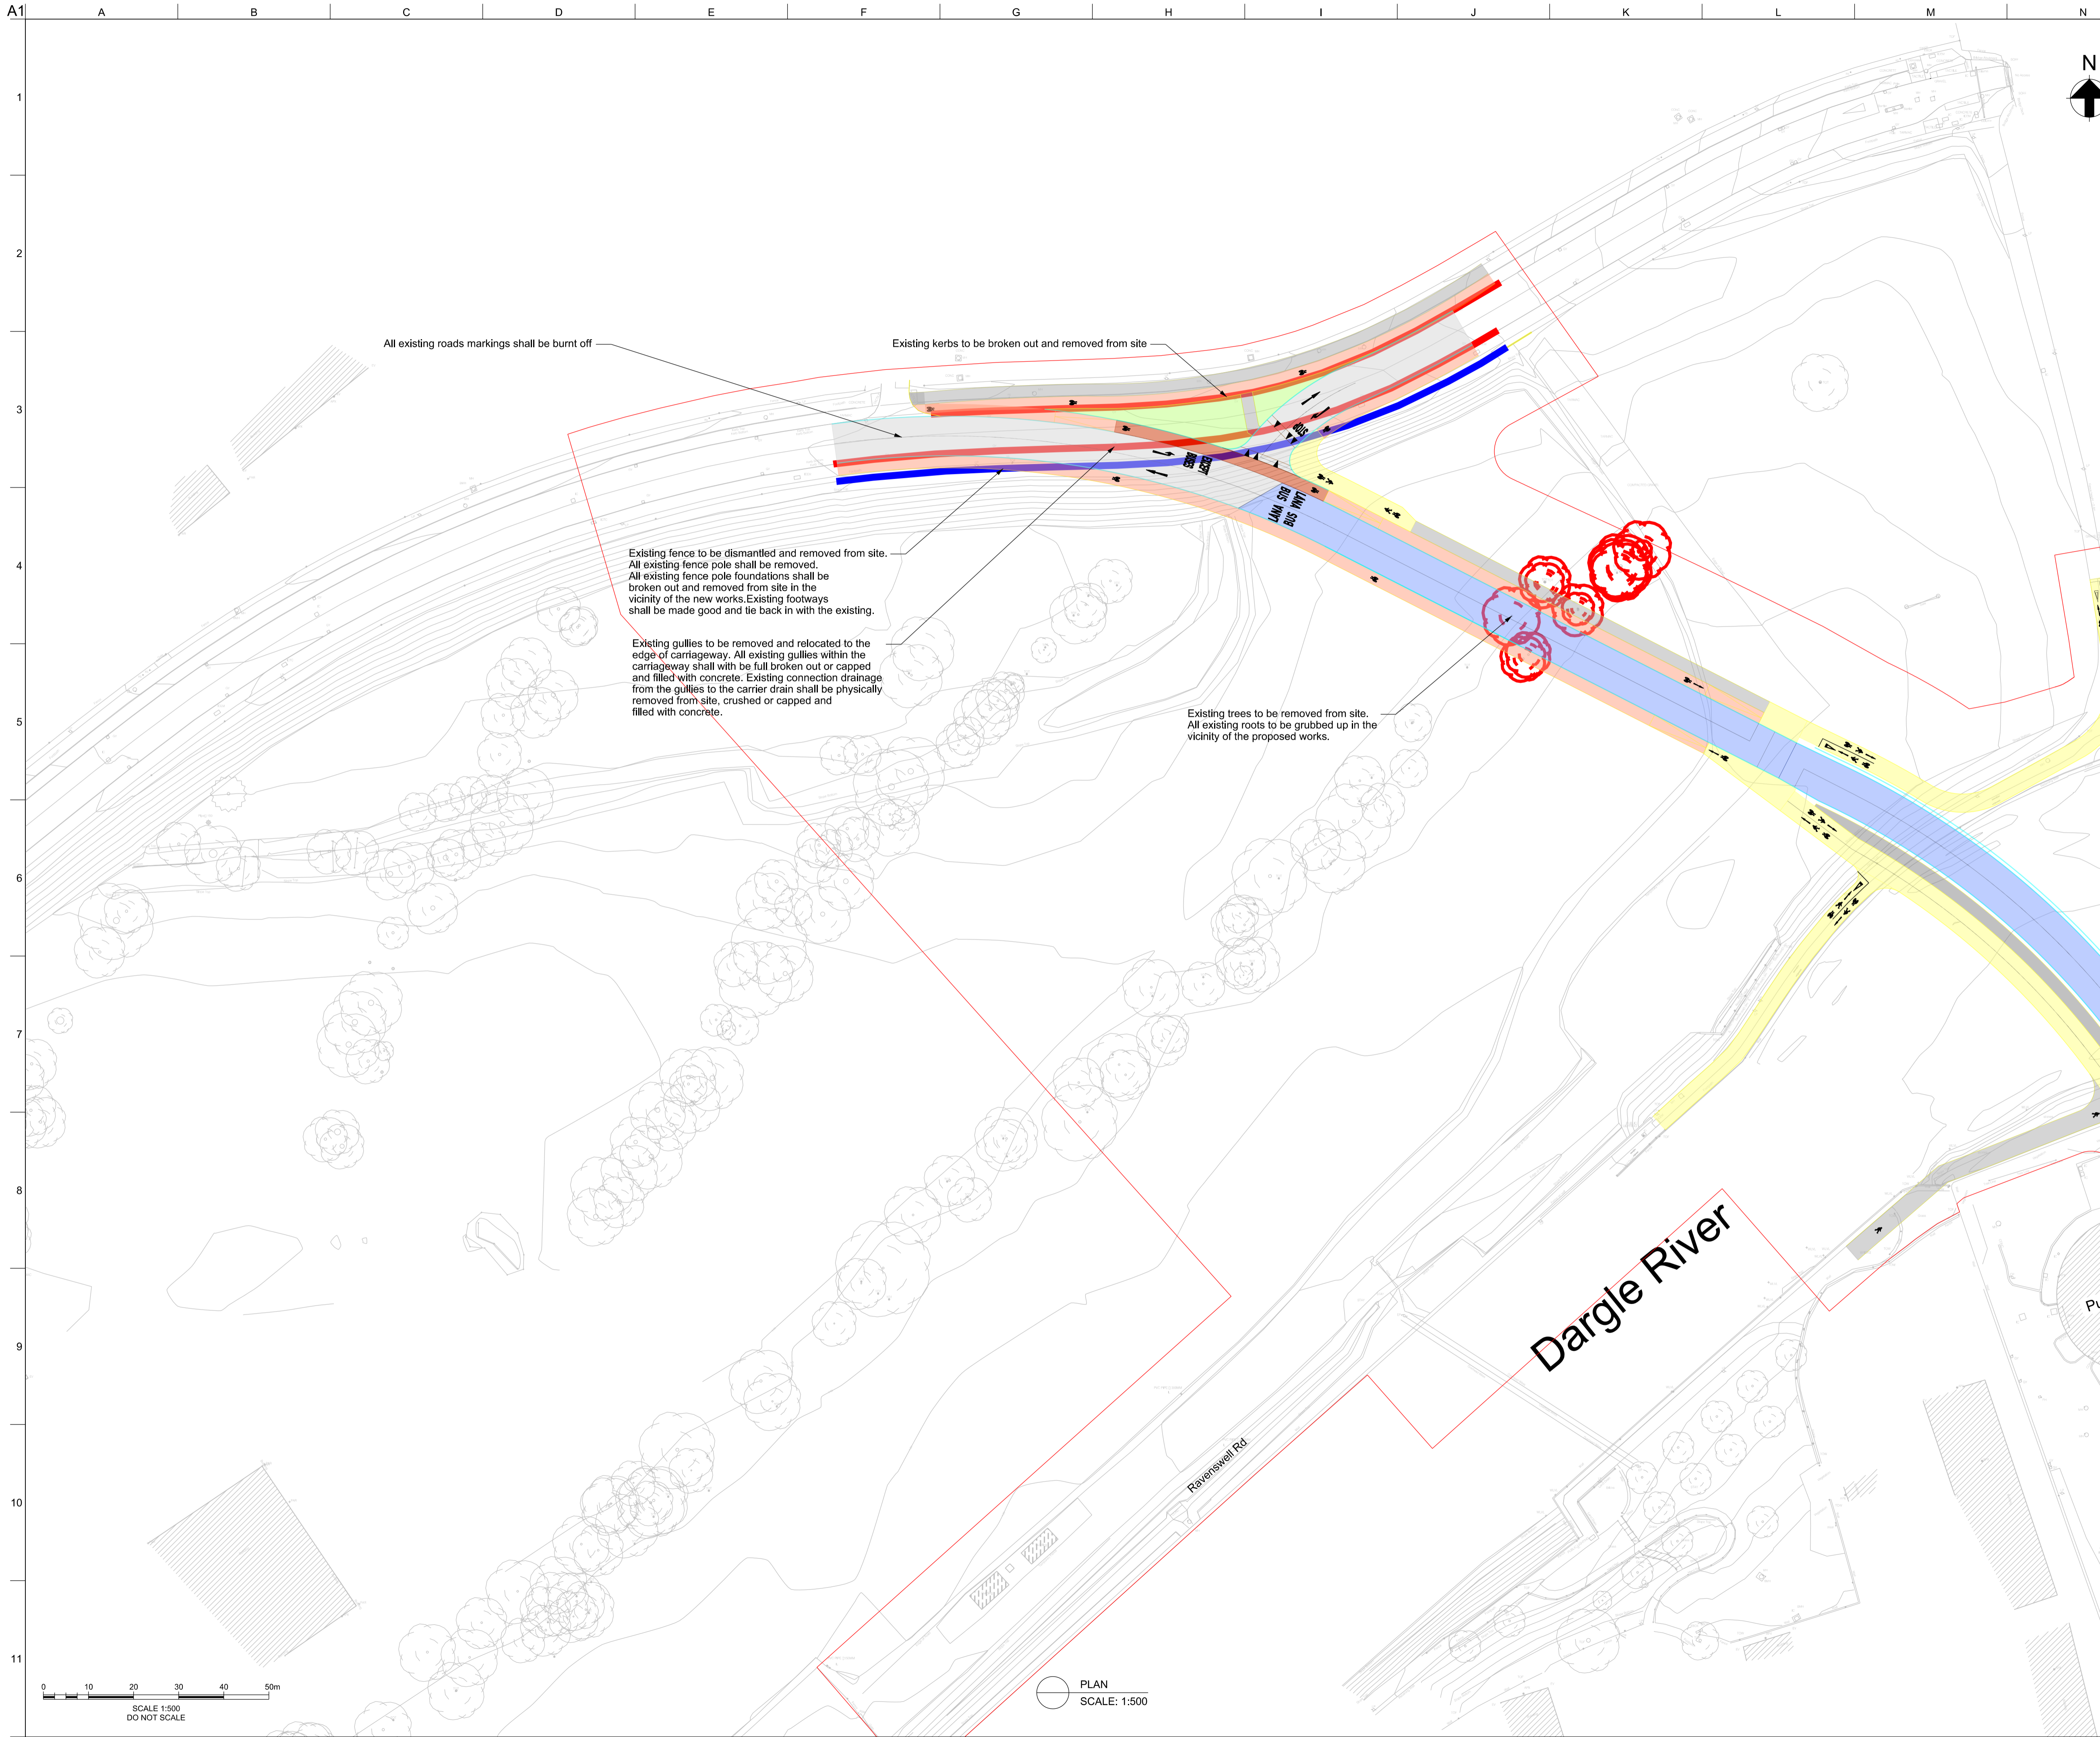 A1
A B C D E F G H I J K L M N
N
1
2
3
4
5
6
7
8
9
10
11
All existing roads markings shall be burnt off
Existing kerbs to be broken out and removed from site
STOP
EXCEPT
BUSES
LANA BUS
BUS LANA
Existing fence to be dismantled and removed from site.
All existing fence pole shall be removed.
All existing fence pole foundations shall be
broken out and removed from site in the
vicinity of the new works.Existing footways
shall be made good and tie back in with the existing.
Existing gullies to be removed and relocated to the
edge of carriageway. All existing gullies within the
carriageway shall with be full broken out or capped
and filled with concrete. Existing connection drainage
from the gullies to the carrier drain shall be physically
removed from site, crushed or capped and
filled with concrete.
Existing trees to be removed from site.
All existing roots to be grubbed up in the
vicinity of the proposed works.
Dargle River
Pu
Ravenswell Rd
0 10 20 30 40 50m
SCALE 1:500
DO NOT SCALE
PLAN
SCALE: 1:500